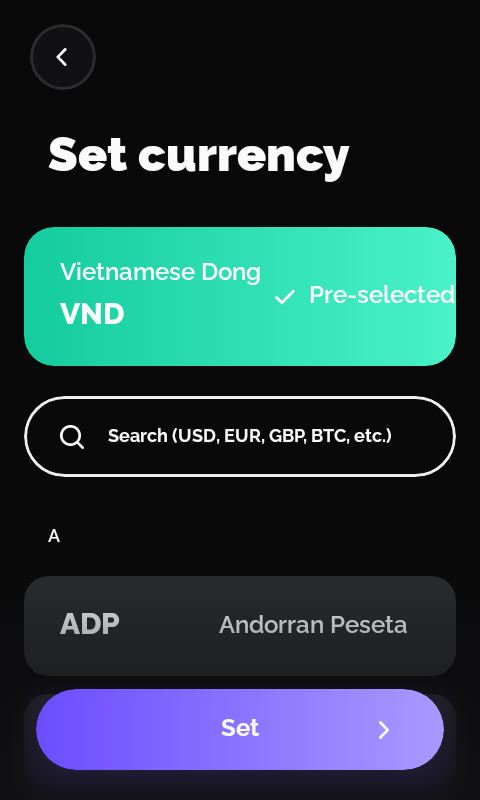 Set currency
Vietnamese Dong
VND
Pre-selected
Search (USD, EUR, GBP, BTC, etc.)
A
ADP Andorran Peseta
Set